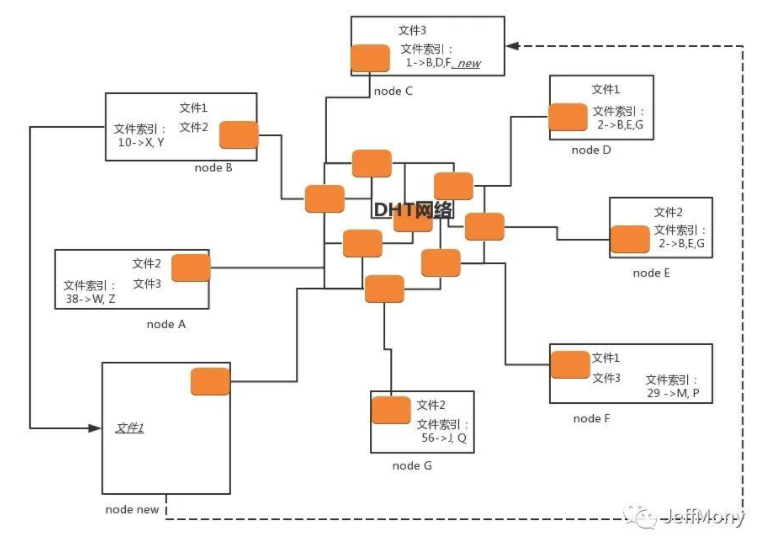 文件3
文件索引：
1->B,D,F, new
node C
文件1
文件索引：
2->B,E,G
node D
文件1
文件2
文件索引：
10->X, Y
node B
DHT网络
文件2
文件索引：
2->B,E,G
node E
文件2
文件3
文件索引：
38->W, Z
node A
文件1
文件3
文件索引：
29 ->M, P
node F
文件1
node new
文件2
文件索引：
56->J, Q
node G
JeffMony